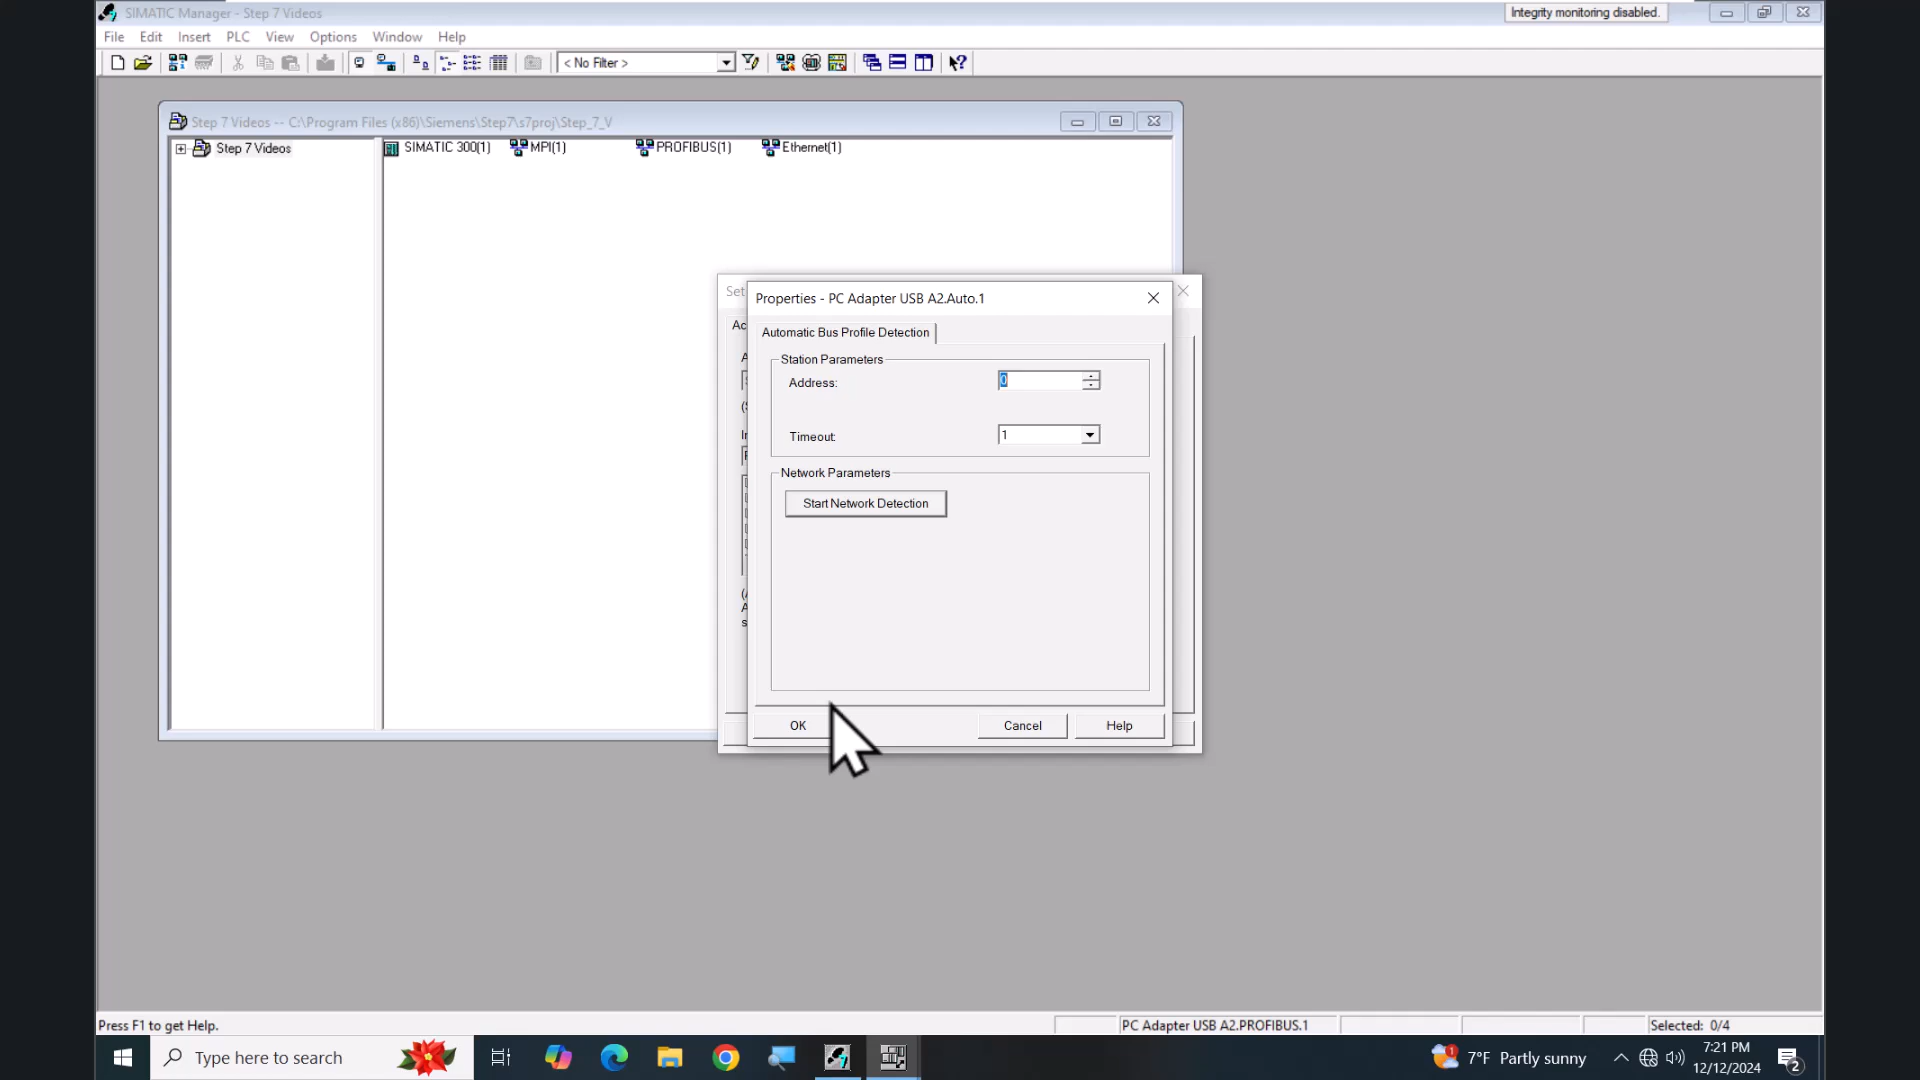 SIMATIC Manager - Step 7 Videos
Integrity monitoring disabled.
File Edit Insert PLC View Options Window Help
< No Filter >
Step 7 Videos -- C:\Program Files (x86)\Siemens\Step7\s7proj\Step_7_V
Step 7 Videos
SIMATIC 300(1) MPI(1) PROFIBUS(1) Ethernet(1)
Set
Properties - PC Adapter USB A2.Auto.1
Automatic Bus Profile Detection
Station Parameters
Address: 0
Timeout: 1
Network Parameters
Start Network Detection
OK Cancel Help
Press F1 to get Help.
PC Adapter USB A2.PROFIBUS.1
Selected: 0/4
Type here to search
1
7°F Partly sunny
7:21 PM
12/12/2024
2